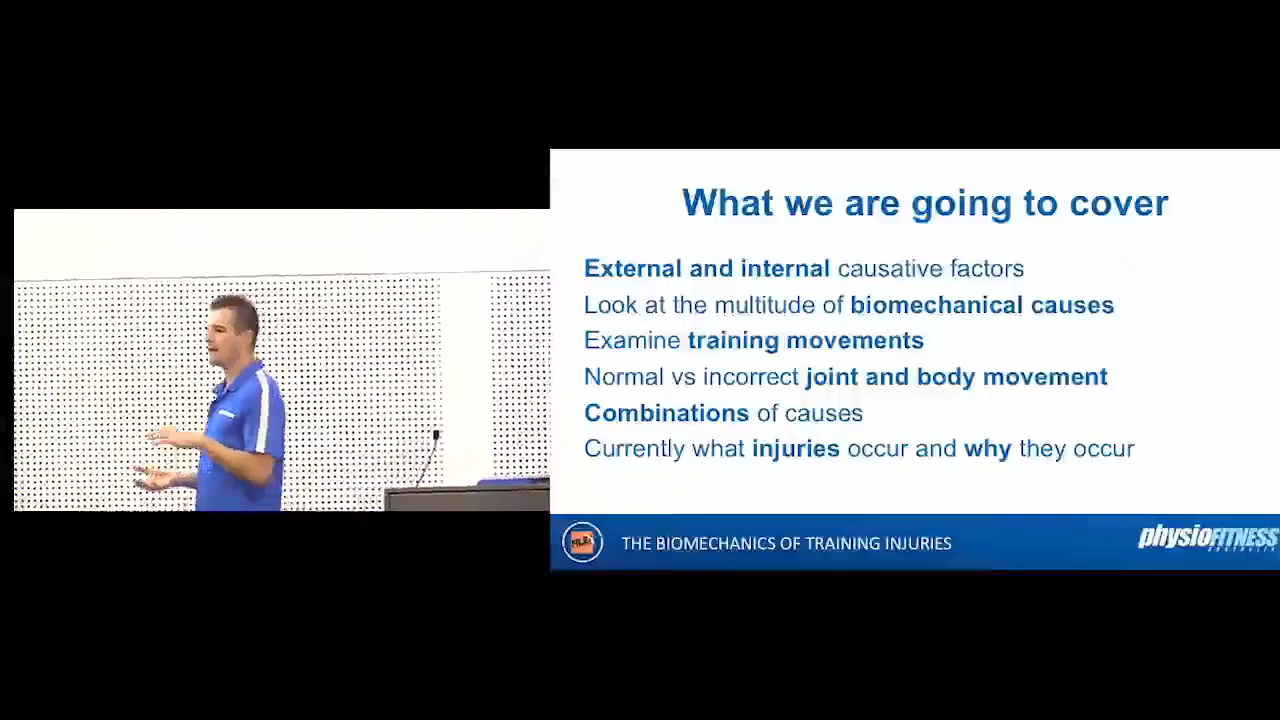 What we are going to cover
External and internal causative factors
Look at the multitude of biomechanical causes
Examine training movements
Normal vs incorrect joint and body movement
Combinations of causes
Currently what injuries occur and why they occur
THE BIOMECHANICS OF TRAINING INJURIES
physioFITNESS
AUSTRALIA